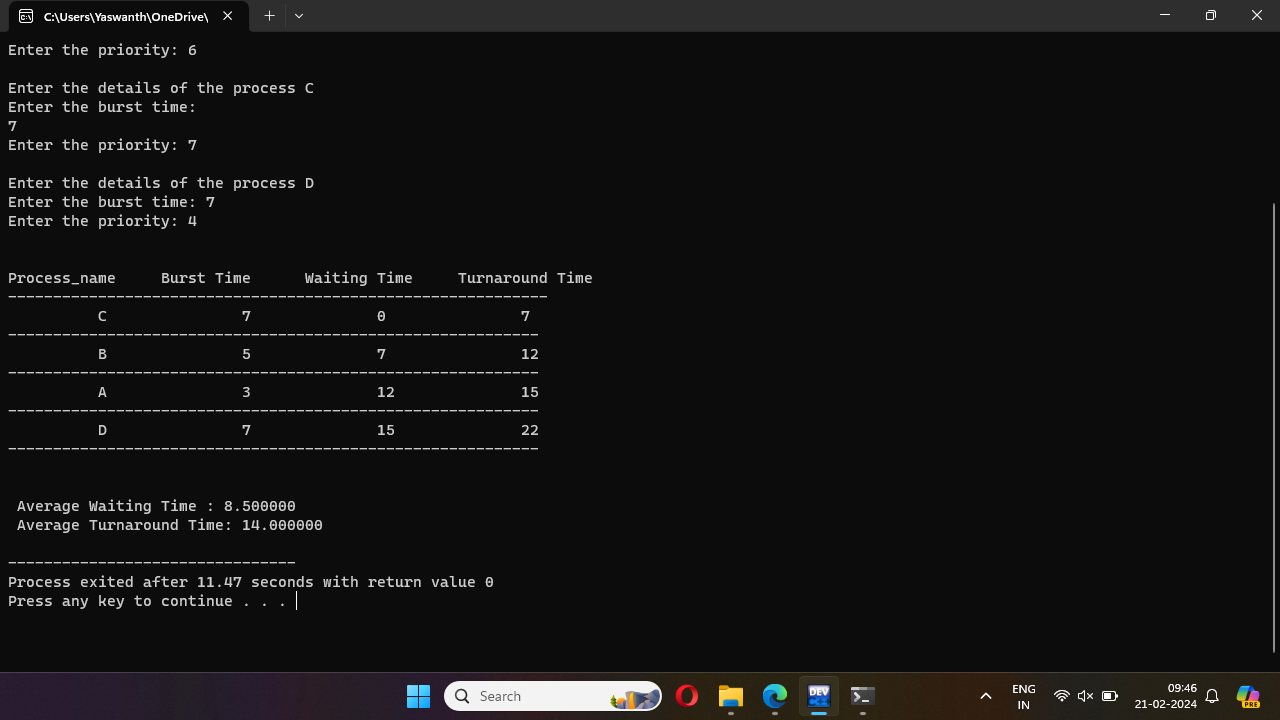 C:\Users\Yaswanth\OneDrive\
Enter the priority: 6
Enter the details of the process C
Enter the burst time:
7
Enter the priority: 7
Enter the details of the process D
Enter the burst time: 7
Enter the priority: 4
Process_name Burst Time Waiting Time Turnaround Time
------------------------------------------------------------
C 7 0 7
-----------------------------------------------------------
B 5 7 12
-----------------------------------------------------------
A 3 12 15
-----------------------------------------------------------
D 7 15 22
-----------------------------------------------------------
Average Waiting Time : 8.500000
Average Turnaround Time: 14.000000
--------------------------------
Process exited after 11.47 seconds with return value 0
Press any key to continue . . .
Search
DEV
ENG
IN
09:46
21-02-2024
PRE